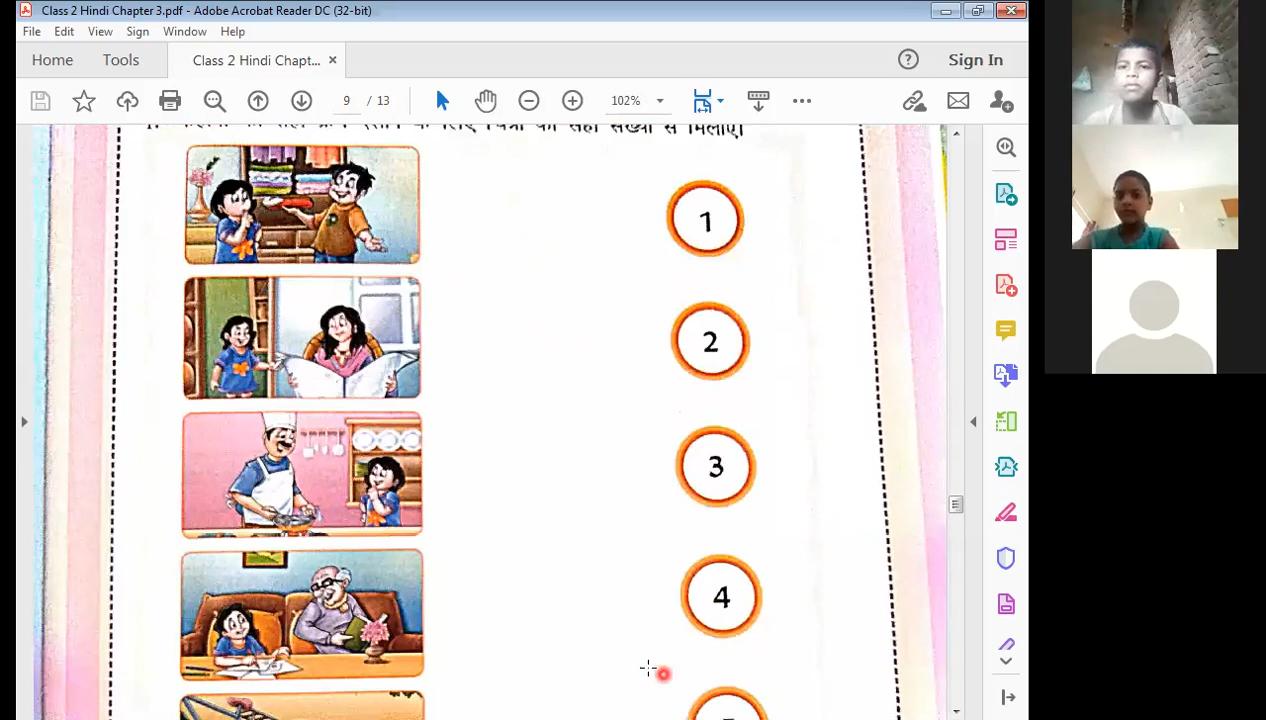 Class 2 Hindi Chapter 3.pdf - Adobe Acrobat Reader DC (32-bit)
File Edit View Sign Window Help
Home Tools Class 2 Hindi Chapt... × ? Sign In
9 / 13 102%
के लिए चित्रों को सही संख्या से मिलाएँ।
1
2
3
4